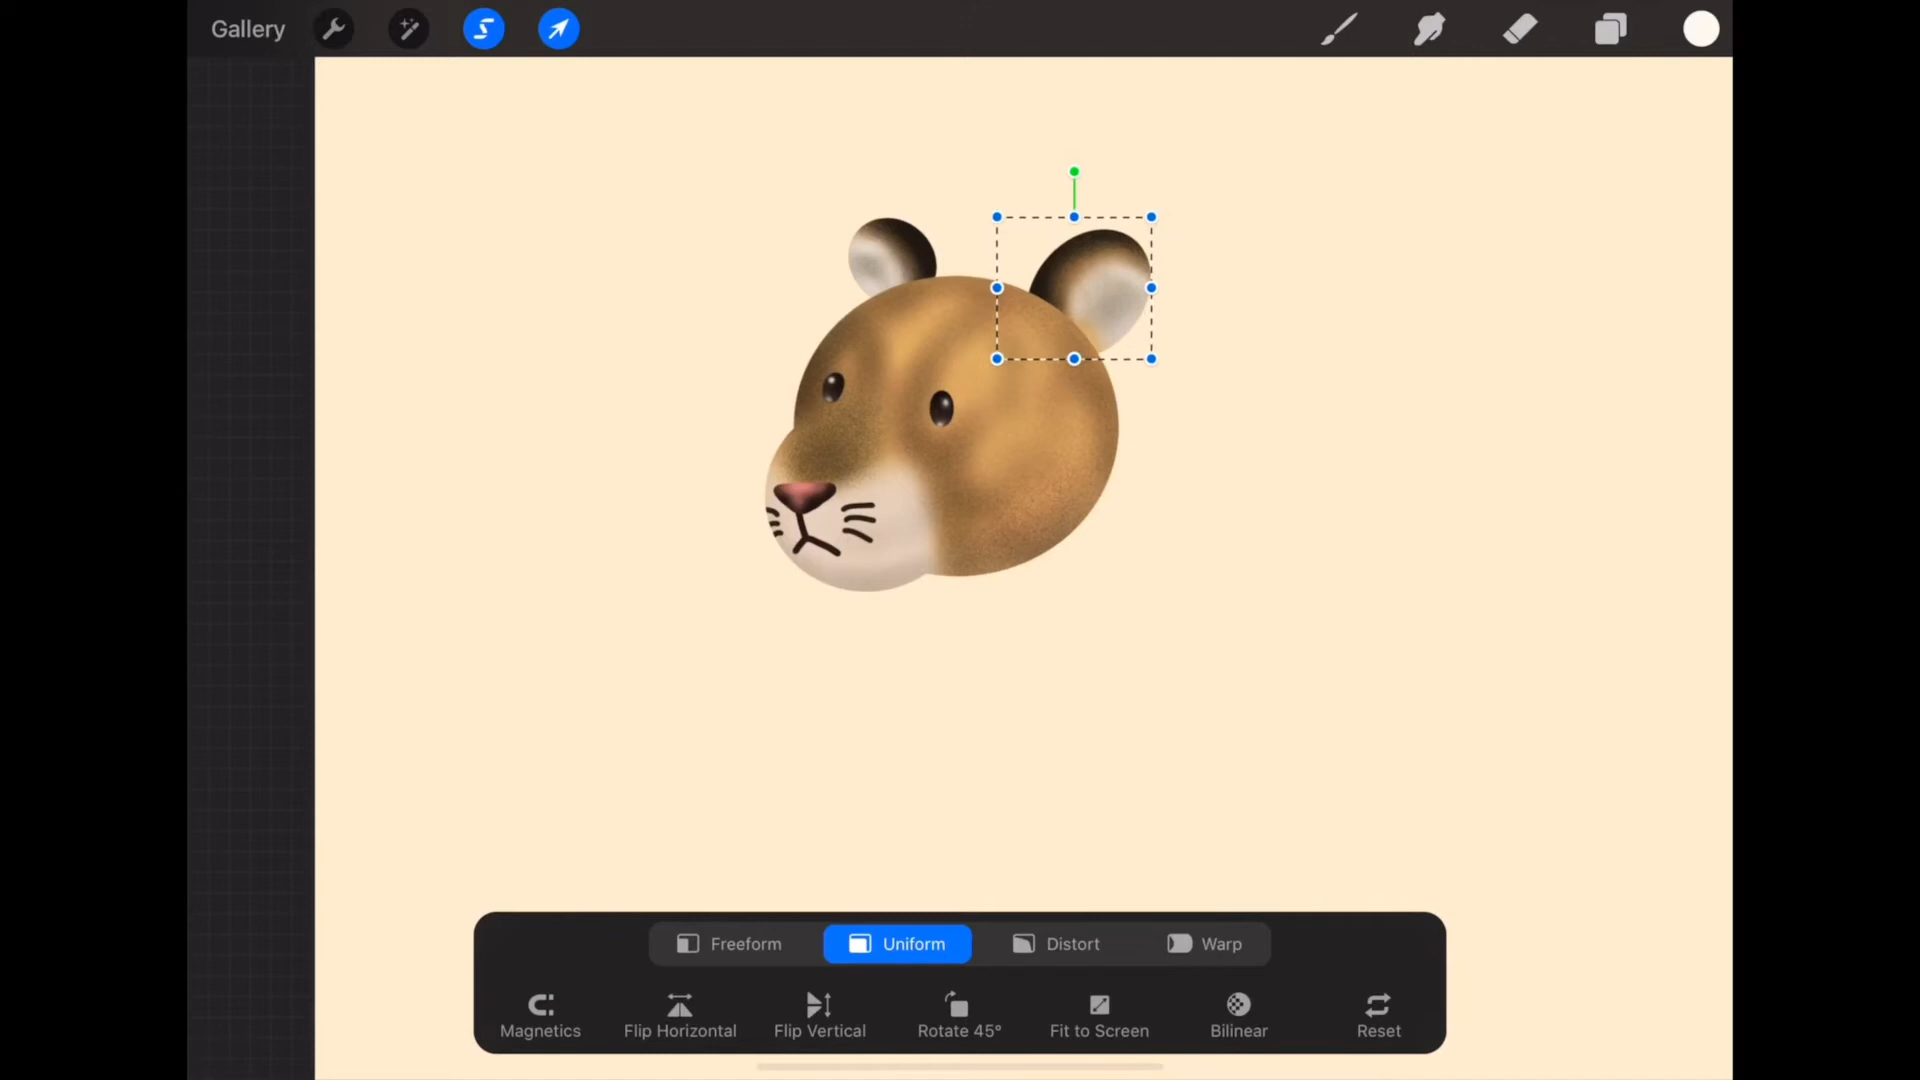 Gallery
Freeform Uniform Distort Warp
Magnetics Flip Horizontal Flip Vertical Rotate 45° Fit to Screen Bilinear Reset